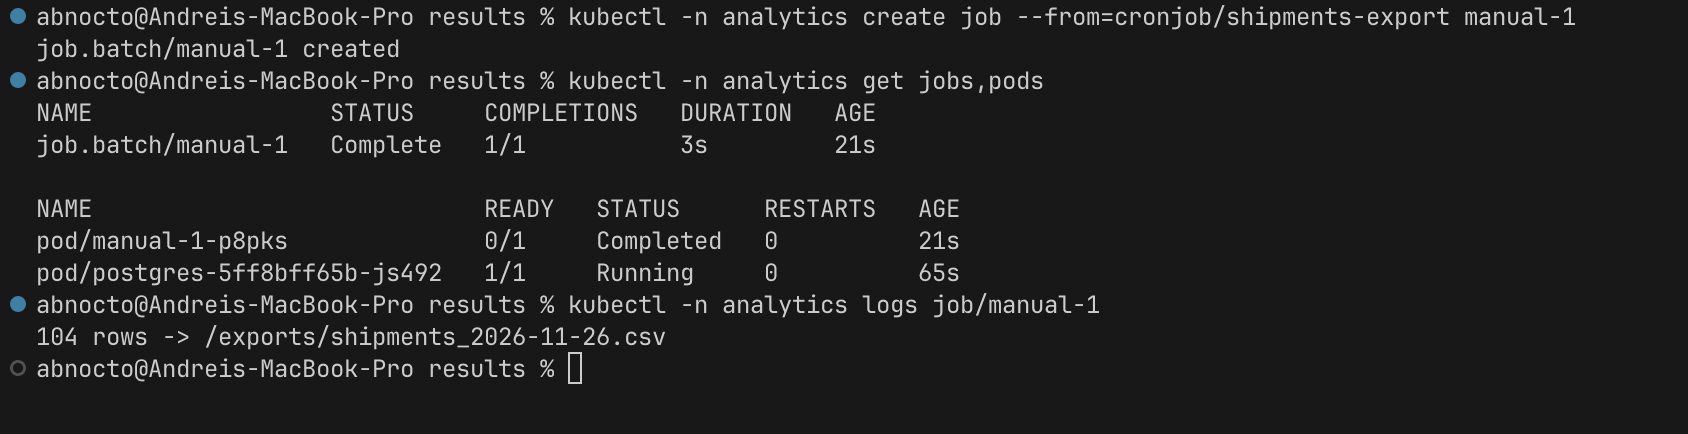 abnocto@Andreis-MacBook-Pro results % kubectl -n analytics create job --from=cronjob/shipments-export manual-1
job.batch/manual-1 created
abnocto@Andreis-MacBook-Pro results % kubectl -n analytics get jobs,pods
NAME                 STATUS     COMPLETIONS   DURATION   AGE
job.batch/manual-1   Complete   1/1           3s         21s

NAME                            READY   STATUS      RESTARTS   AGE
pod/manual-1-p8pks              0/1     Completed   0          21s
pod/postgres-5ff8bff65b-js492   1/1     Running     0          65s
abnocto@Andreis-MacBook-Pro results % kubectl -n analytics logs job/manual-1
104 rows -> /exports/shipments_2026-11-26.csv
abnocto@Andreis-MacBook-Pro results %